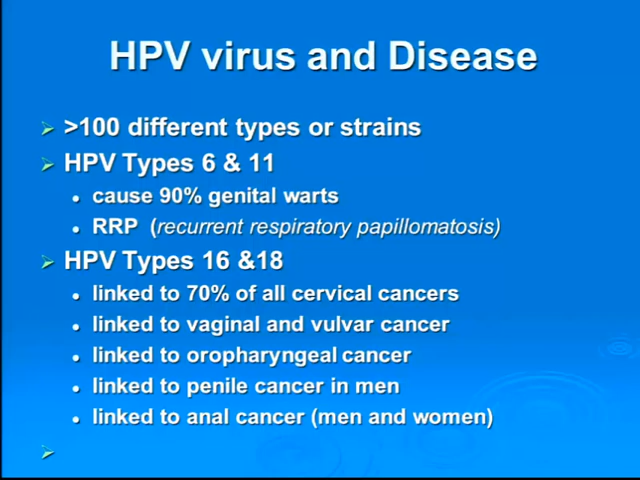 HPV virus and Disease
>100 different types or strains
HPV Types 6 & 11
cause 90% genital warts
RRP (recurrent respiratory papillomatosis)
HPV Types 16 &18
linked to 70% of all cervical cancers
linked to vaginal and vulvar cancer
linked to oropharyngeal cancer
linked to penile cancer in men
linked to anal cancer (men and women)